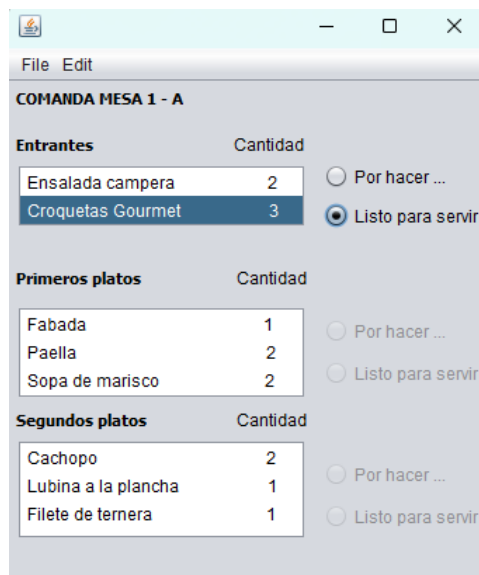 File Edit
COMANDA MESA 1 - A
Entrantes Cantidad
Ensalada campera 2
Croquetas Gourmet 3
Por hacer ...
Listo para servir
Primeros platos Cantidad
Fabada 1
Paella 2
Sopa de marisco 2
Por hacer ...
Listo para servir
Segundos platos Cantidad
Cachopo 2
Lubina a la plancha 1
Filete de ternera 1
Por hacer ...
Listo para servir